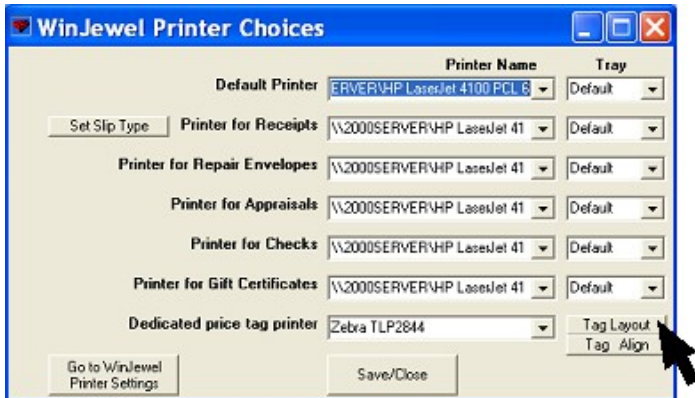 WinJewel Printer Choices
Printer Name Tray
Default Printer ERVER\HP LaserJet 4100 PCL 6 Default
Set Slip Type Printer for Receipts \\2000SERVER\HP LaserJet 41 Default
Printer for Repair Envelopes \\2000SERVER\HP LaserJet 41 Default
Printer for Appraisals \\2000SERVER\HP LaserJet 41 Default
Printer for Checks \\2000SERVER\HP LaserJet 41 Default
Printer for Gift Certificates \\2000SERVER\HP LaserJet 41 Default
Dedicated price tag printer Zebra TLP2844 Tag Layout
Tag Align
Go to WinJewel
Printer Settings
Save/Close